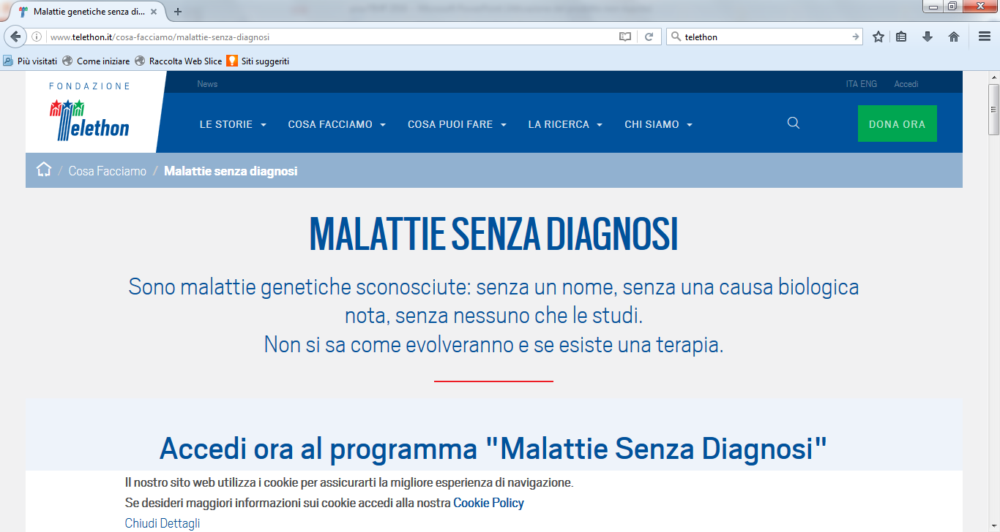 Malattie genetiche senza di...
www.telethon.it/cosa-facciamo/malattie-senza-diagnosi
telethon
Più visitati Come iniziare Raccolta Web Slice Siti suggeriti
FONDAZIONE
Telethon
News ITA ENG Accedi
LE STORIE COSA FACCIAMO COSA PUOI FARE LA RICERCA CHI SIAMO DONA ORA
/ Cosa Facciamo / Malattie senza diagnosi
MALATTIE SENZA DIAGNOSI
Sono malattie genetiche sconosciute: senza un nome, senza una causa biologica
nota, senza nessuno che le studi.
Non si sa come evolveranno e se esiste una terapia.
Accedi ora al programma "Malattie Senza Diagnosi"
Il nostro sito web utilizza i cookie per assicurarti la migliore esperienza di navigazione.
Se desideri maggiori informazioni sui cookie accedi alla nostra Cookie Policy
Chiudi Dettagli